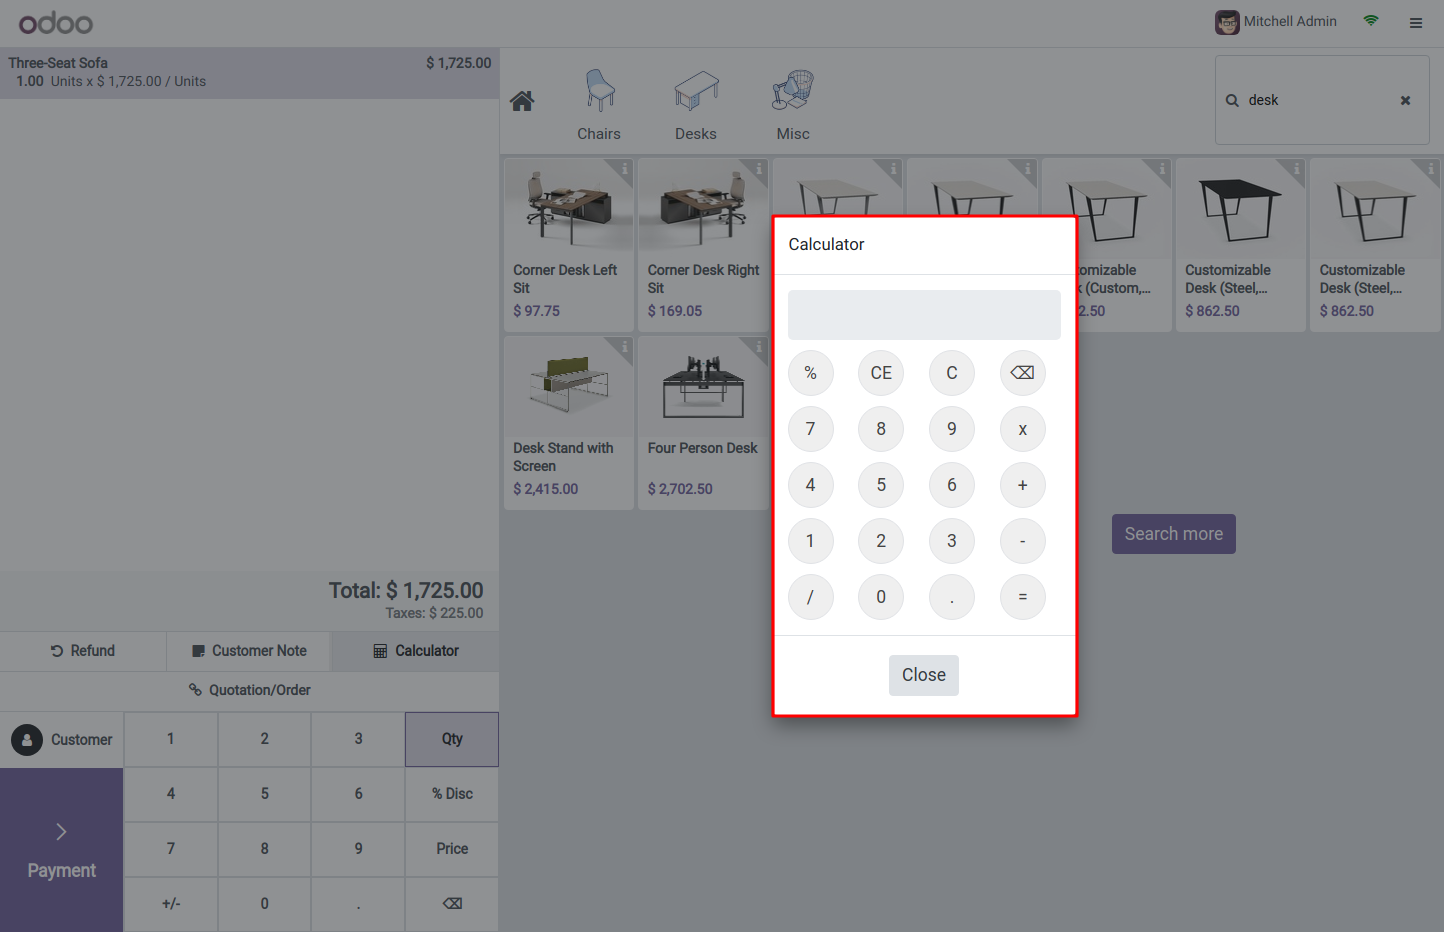 odoo
Mitchell Admin
Three-Seat Sofa $ 1,725.00
1.00 Units x $ 1,725.00 / Units
Chairs Desks Misc
desk
Corner Desk Left Sit
$ 97.75
Corner Desk Right Sit
$ 169.05
tomizable
k (Custom,...
2.50
Customizable
Desk (Steel,...
$ 862.50
Customizable
Desk (Steel,...
$ 862.50
Desk Stand with
Screen
$ 2,415.00
Four Person Desk
$ 2,702.50
Search more
Calculator
% CE C ⌫
7 8 9 x
4 5 6 +
1 2 3 -
/ 0 . =
Close
Total: $ 1,725.00
Taxes: $ 225.00
Refund Customer Note Calculator
Quotation/Order
Customer
Payment
1 2 3 Qty
4 5 6 % Disc
7 8 9 Price
+/- 0 . ⌫